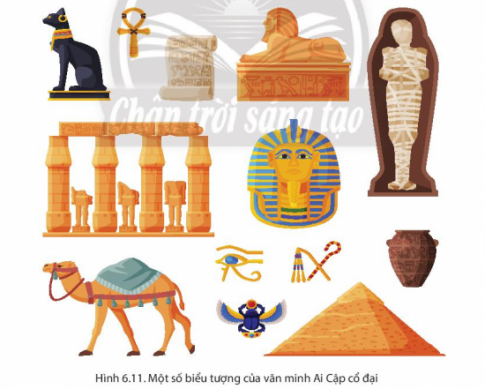 Chân trời sáng tạo
Hình 6.11. Một số biểu tượng của văn minh Ai Cập cổ đại